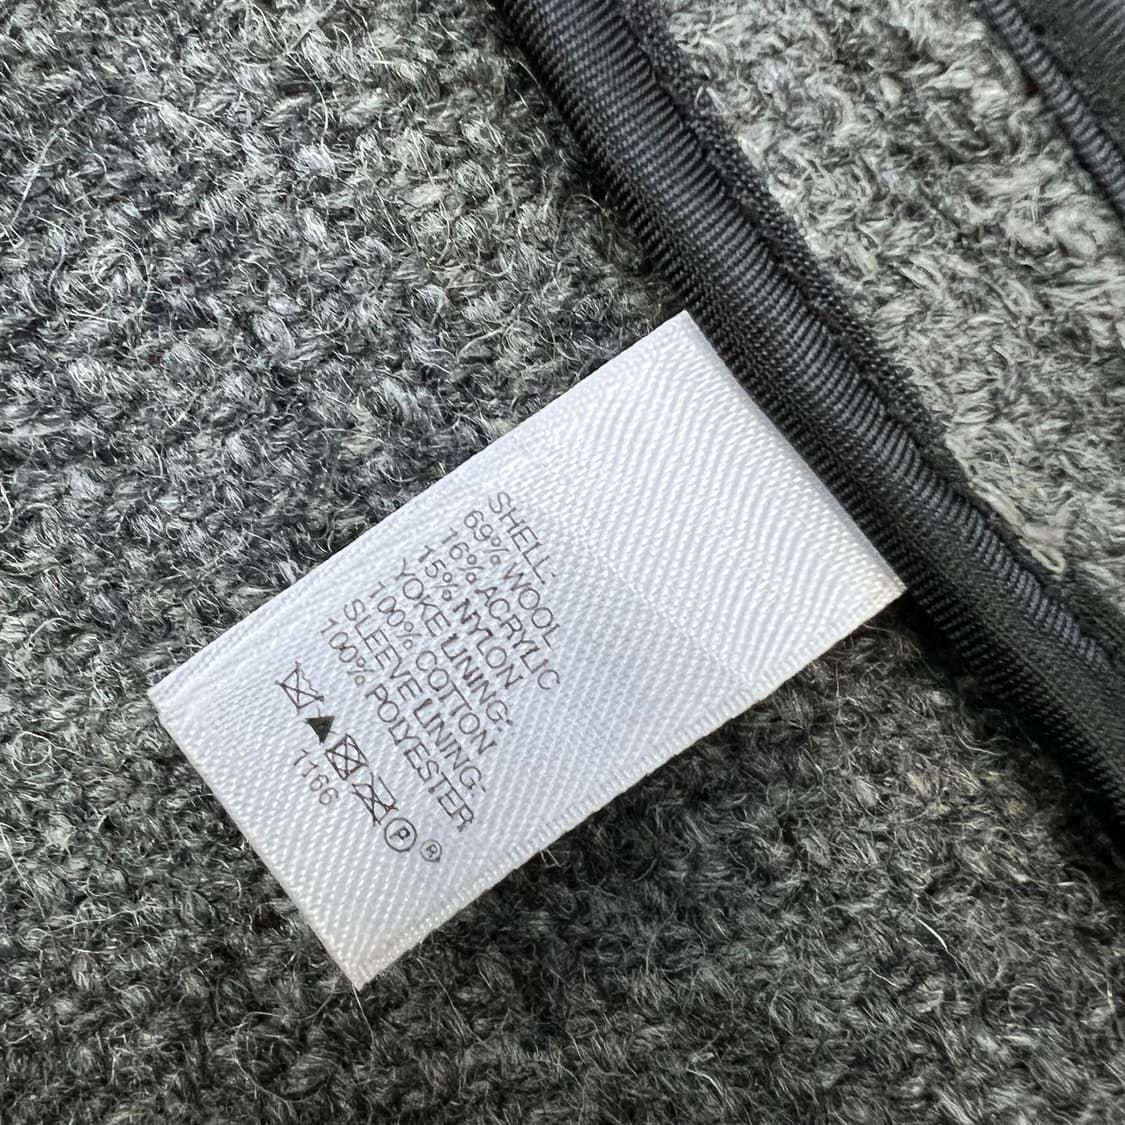 SHELL:
69% WOOL
16% ACRYLIC
15% NYLON
YOKE LINING:
100% COTTON
SLEEVE LINING:
100% POLYESTER
P ®
1166